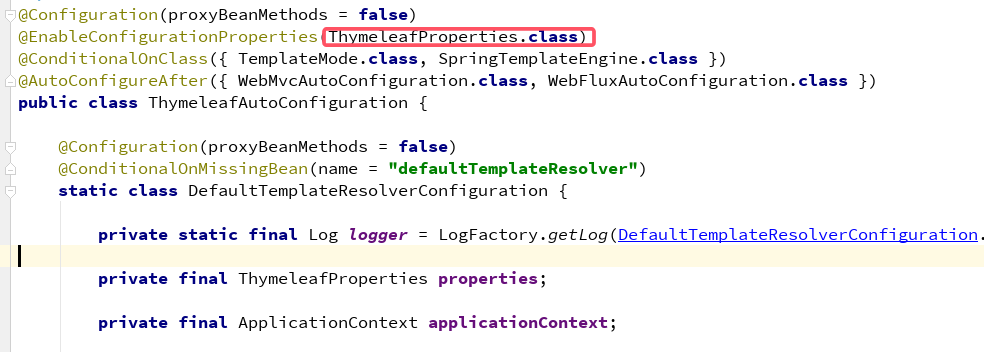 @Configuration(proxyBeanMethods = false)
@EnableConfigurationProperties(ThymeleafProperties.class)
@ConditionalOnClass({ TemplateMode.class, SpringTemplateEngine.class })
@AutoConfigureAfter({ WebMvcAutoConfiguration.class, WebFluxAutoConfiguration.class })
public class ThymeleafAutoConfiguration {
@Configuration(proxyBeanMethods = false)
@ConditionalOnMissingBean(name = "defaultTemplateResolver")
static class DefaultTemplateResolverConfiguration {
private static final Log logger = LogFactory.getLog(DefaultTemplateResolverConfiguration.
private final ThymeleafProperties properties;
private final ApplicationContext applicationContext;